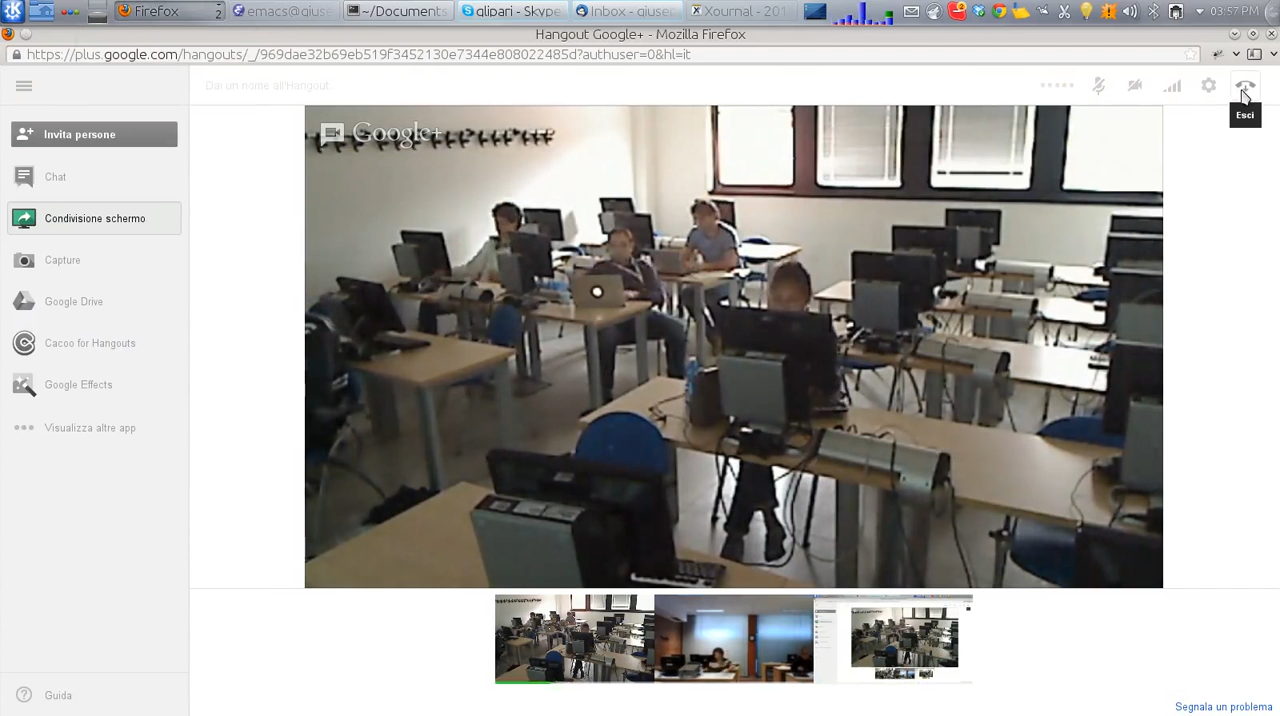 Firefox 2
emacs@gius
~/Document
glipari - Skype
Inbox - giuse
Xournal - 201
03:57 PM
Hangout Google+ - Mozilla Firefox
https://plus.google.com/hangouts/_/969dae32b69eb519f3452130e7344e808022485d?authuser=0&hl=it
Dai un nome all'Hangout...
Esci
Invita persone
Google+
Chat
Condivisione schermo
Capture
Google Drive
Cacoo for Hangouts
Google Effects
Visualizza altre app
Guida
Segnala un problema